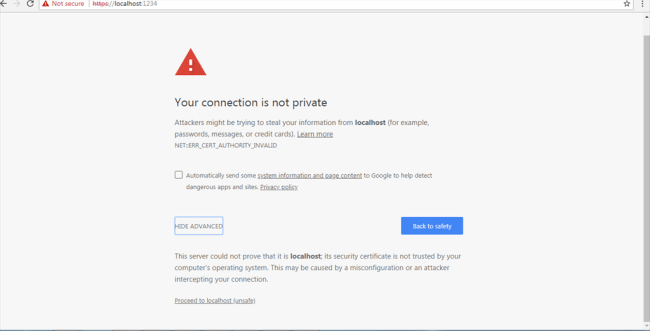 Not secure | https://localhost:1234
Your connection is not private
Attackers might be trying to steal your information from localhost (for example,
passwords, messages, or credit cards). Learn more
NET::ERR_CERT_AUTHORITY_INVALID
Automatically send some system information and page content to Google to help detect
dangerous apps and sites. Privacy policy
HIDE ADVANCED
Back to safety
This server could not prove that it is localhost; its security certificate is not trusted by your
computer's operating system. This may be caused by a misconfiguration or an attacker
intercepting your connection.
Proceed to localhost (unsafe)